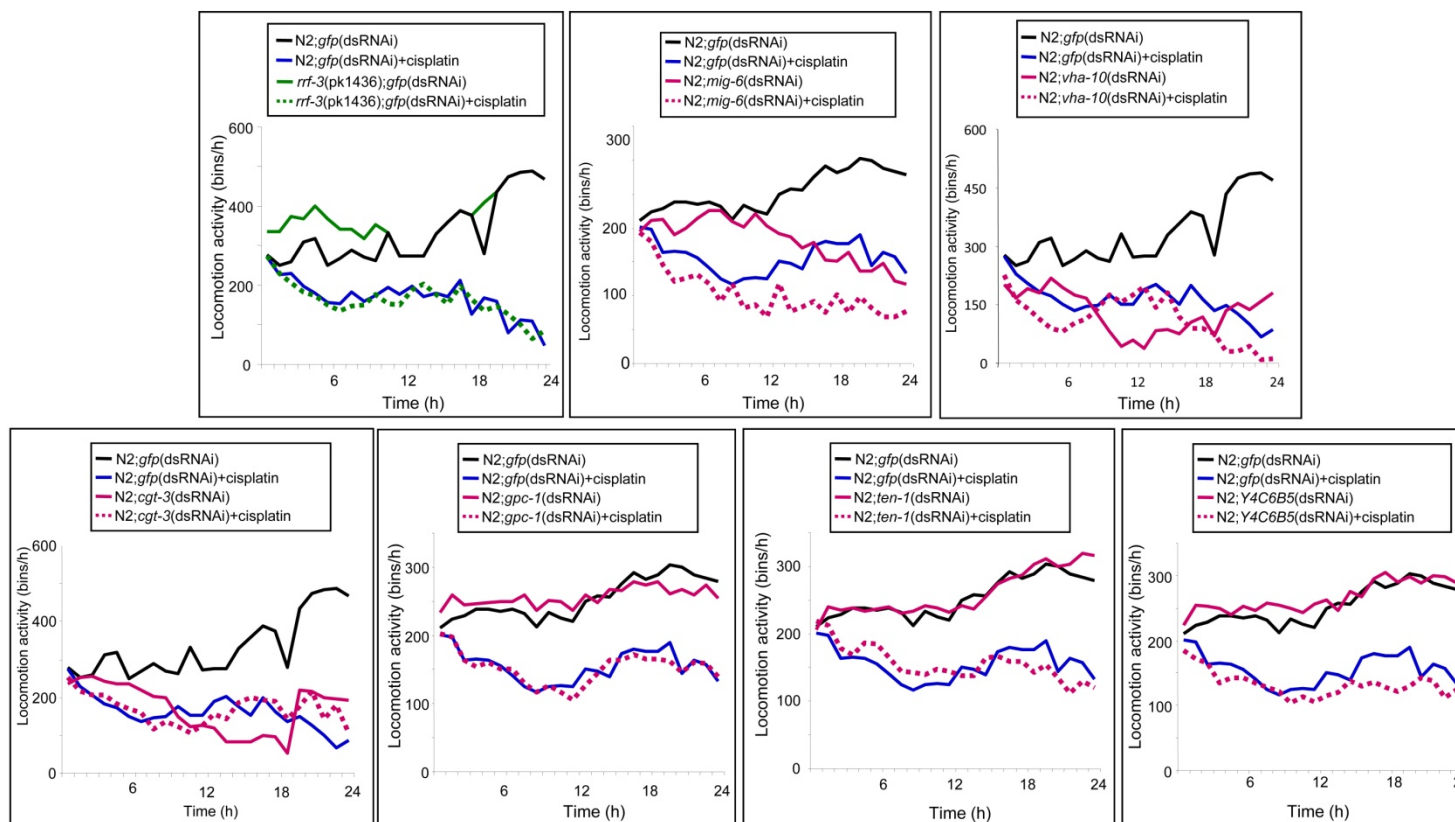 N2;gfp(dsRNAi)
N2;gfp(dsRNAi)+cisplatin
rrf-3(pk1436);gfp(dsRNAi)
rrf-3(pk1436);gfp(dsRNAi)+cisplatin
Locomotion activity (bins/h)
600
400
200
0
6
12
18
24
Time (h)
N2;gfp(dsRNAi)
N2;gfp(dsRNAi)+cisplatin
N2;mig-6(dsRNAi)
N2;mig-6(dsRNAi)+cisplatin
Locomotion activity (bins/h)
300
200
100
0
6
12
18
24
Time (h)
N2;gfp(dsRNAi)
N2;gfp(dsRNAi)+cisplatin
N2;vha-10(dsRNAi)
N2;vha-10(dsRNAi)+cisplatin
Locomotion activity (bins/h)
600
450
300
150
0
6
12
18
24
Time (h)
N2;gfp(dsRNAi)
N2;gfp(dsRNAi)+cisplatin
N2;cgt-3(dsRNAi)
N2;cgt-3(dsRNAi)+cisplatin
Locomotion activity (bins/h)
600
400
200
0
6
12
18
24
Time (h)
N2;gfp(dsRNAi)
N2;gfp(dsRNAi)+cisplatin
N2;gpc-1(dsRNAi)
N2;gpc-1(dsRNAi)+cisplatin
Locomotion activity (bins/h)
300
200
100
0
6
12
18
24
Time (h)
N2;gfp(dsRNAi)
N2;gfp(dsRNAi)+cisplatin
N2;ten-1(dsRNAi)
N2;ten-1(dsRNAi)+cisplatin
Locomotion activity (bins/h)
300
200
100
0
6
12
18
24
Time (h)
N2;gfp(dsRNAi)
N2;gfp(dsRNAi)+cisplatin
N2;Y4C6B5(dsRNAi)
N2;Y4C6B5(dsRNAi)+cisplatin
Locomotion activity (bins/h)
300
200
100
0
6
12
18
Time (h)